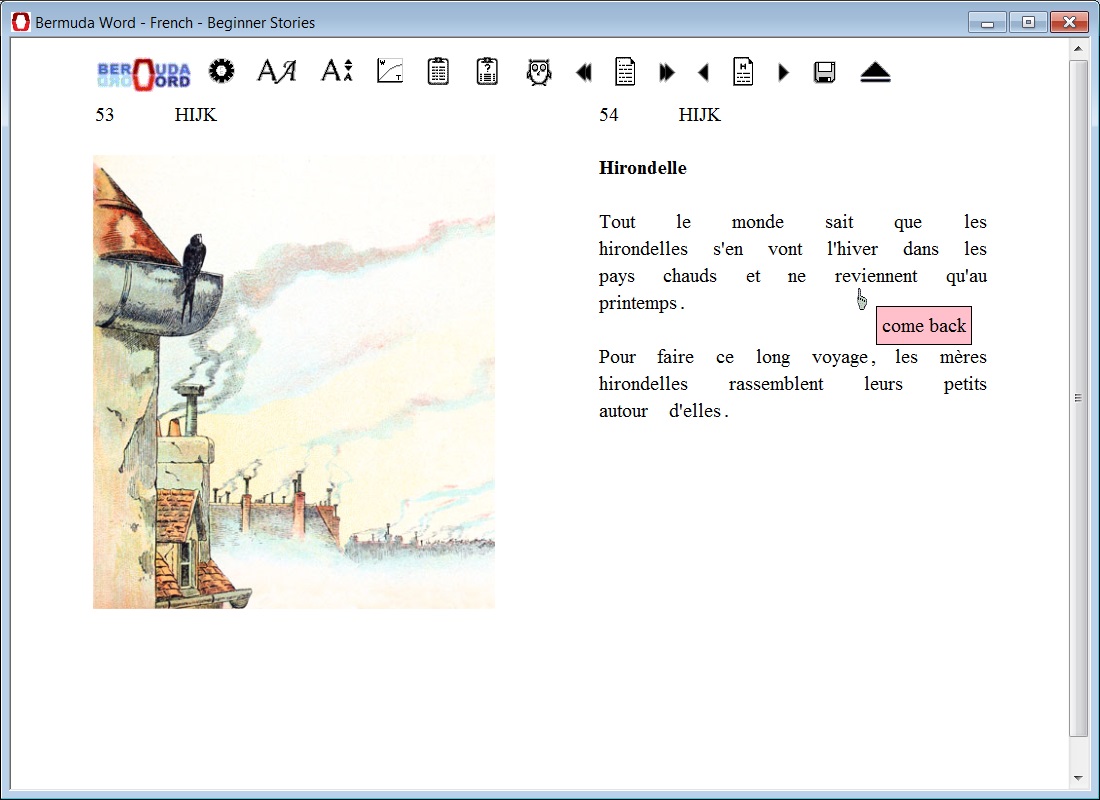 Bermuda Word - French - Beginner Stories
BERMUDA WORD
53 HIJK
54 HIJK
Hirondelle
Tout le monde sait que les
hirondelles s'en vont l'hiver dans les
pays chauds et ne reviennent qu'au
printemps.
come back
Pour faire ce long voyage, les mères
hirondelles rassemblent leurs petits
autour d'elles.